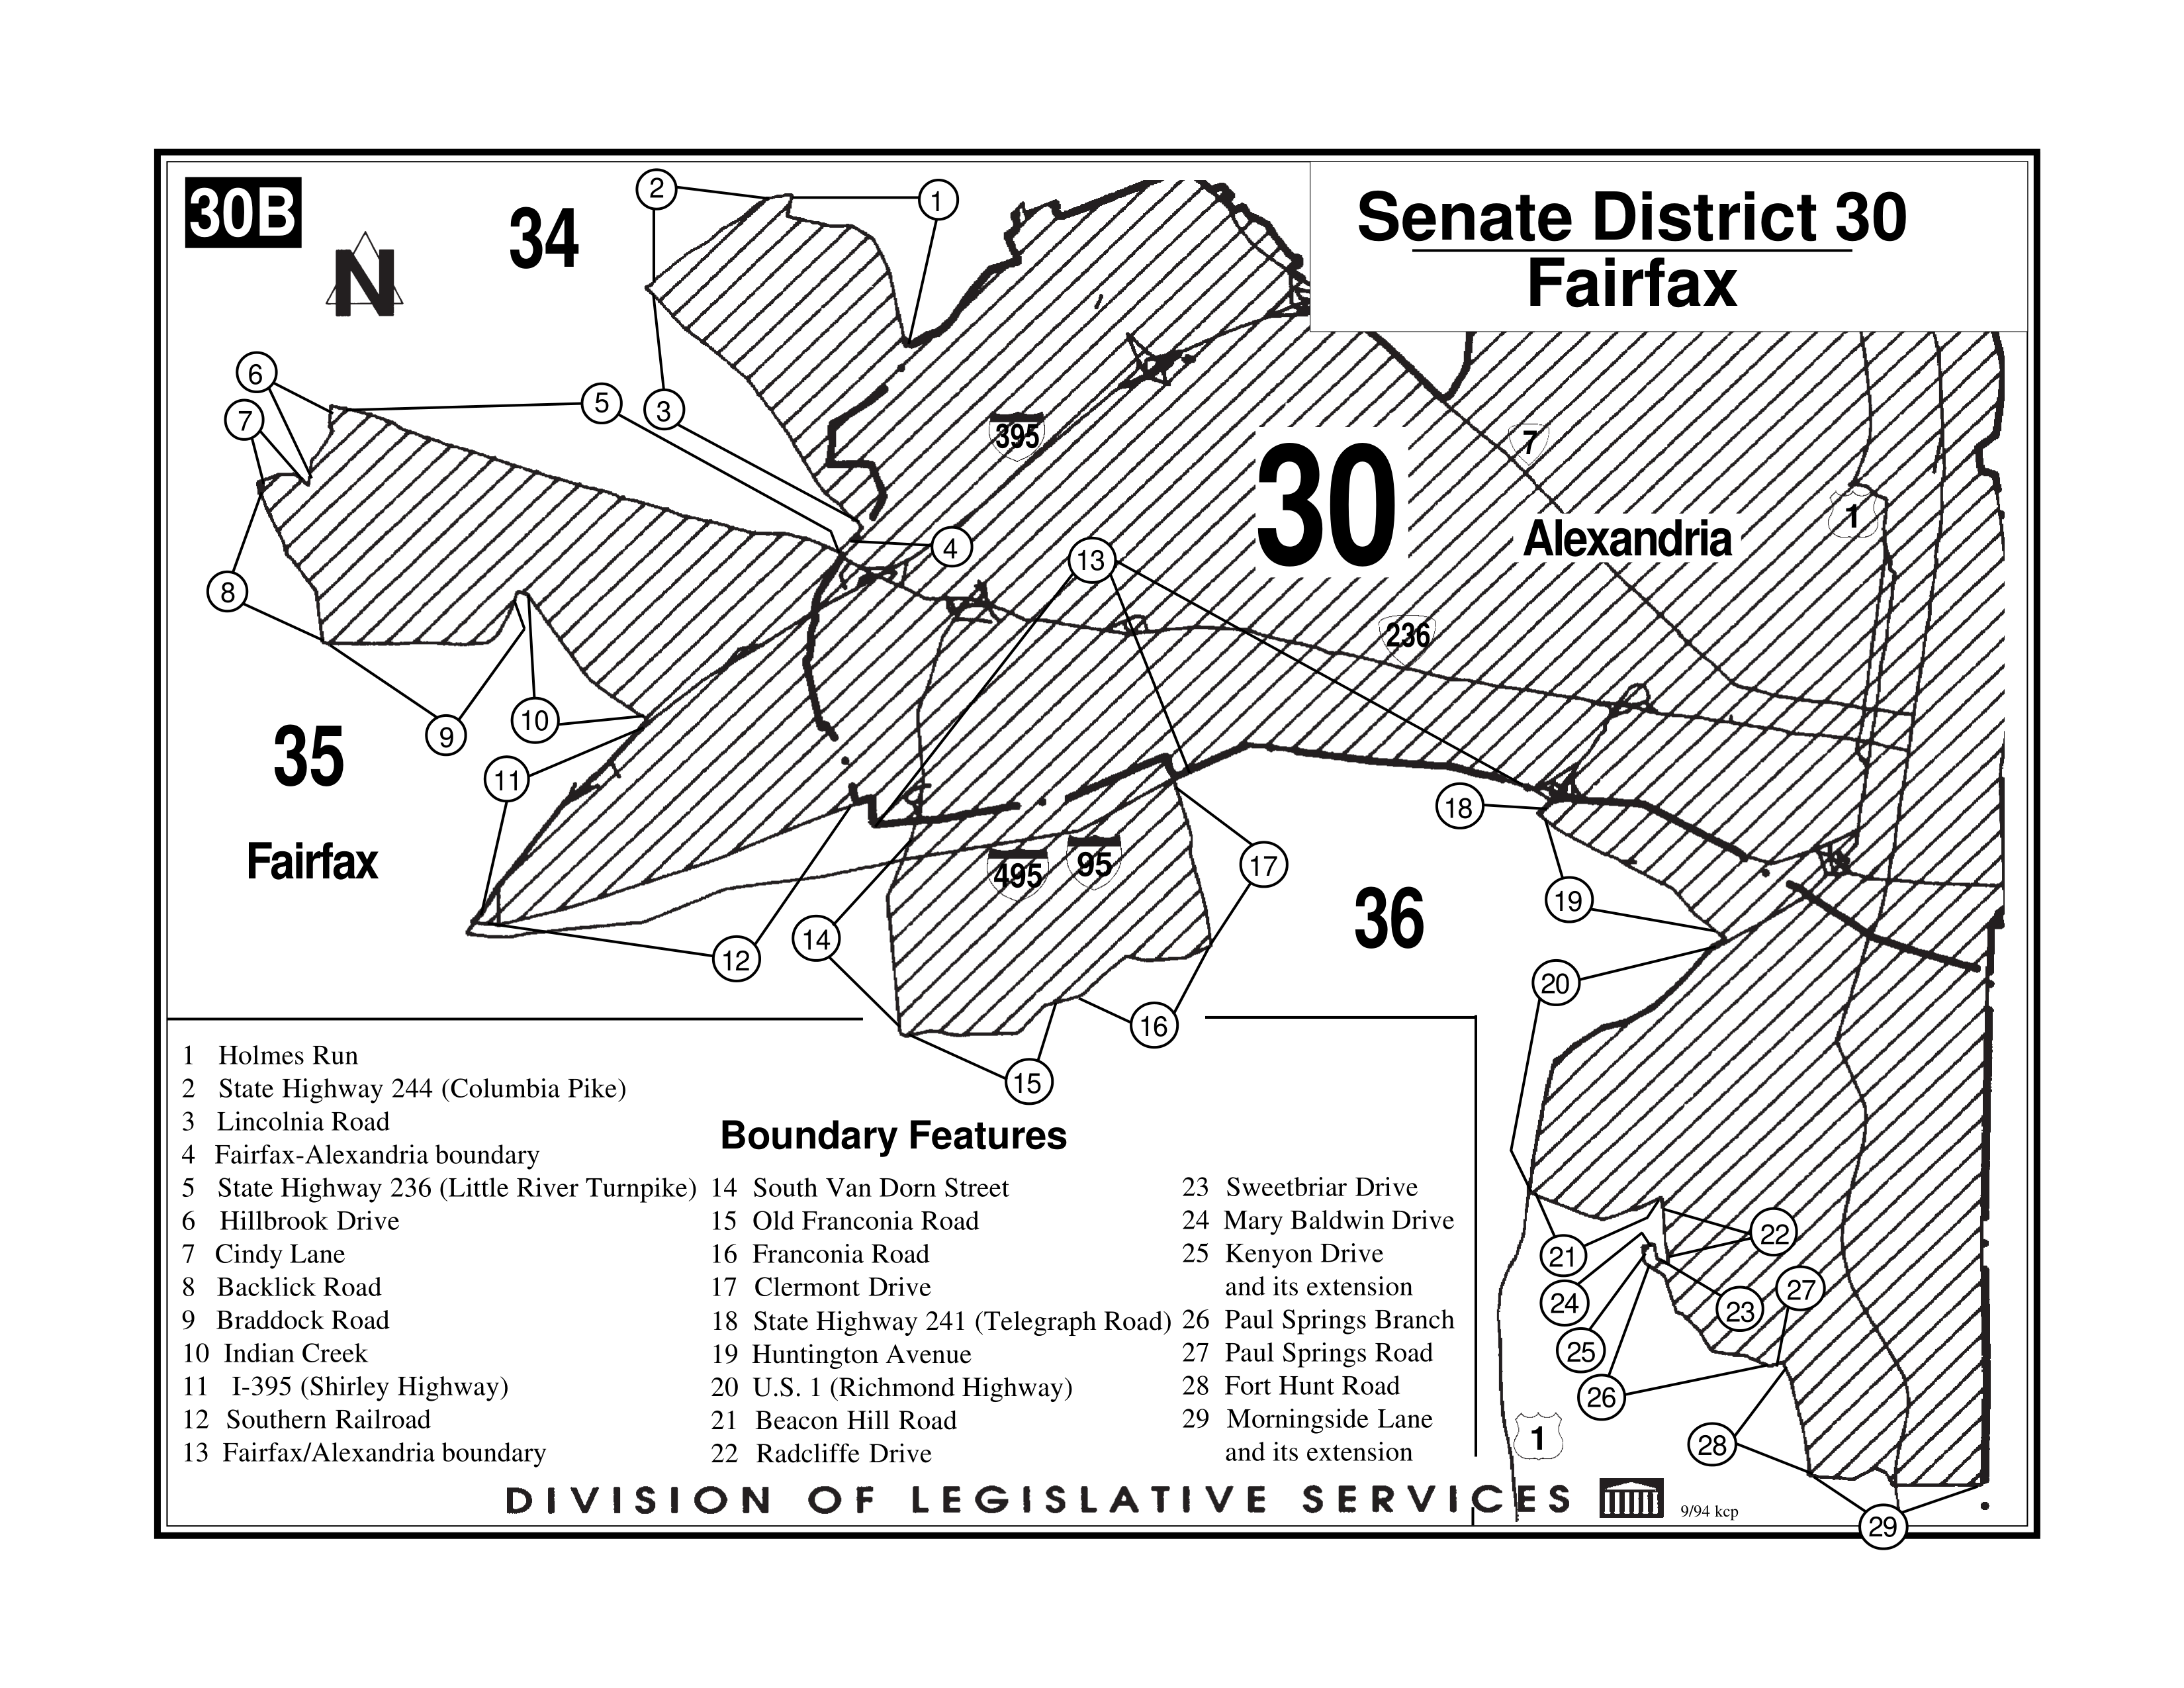 30B
N
34
Senate District 30
Fairfax
2
1
6
7
5
3
395
30
7
Alexandria
1
4
13
8
236
10
9
35
11
Fairfax
18
17
495
95
36
19
14
12
20
16
15
1 Holmes Run
2 State Highway 244 (Columbia Pike)
3 Lincolnia Road
4 Fairfax-Alexandria boundary
5 State Highway 236 (Little River Turnpike)
6 Hillbrook Drive
7 Cindy Lane
8 Backlick Road
9 Braddock Road
10 Indian Creek
11 I-395 (Shirley Highway)
12 Southern Railroad
13 Fairfax/Alexandria boundary
Boundary Features
14 South Van Dorn Street
15 Old Franconia Road
16 Franconia Road
17 Clermont Drive
18 State Highway 241 (Telegraph Road)
19 Huntington Avenue
20 U.S. 1 (Richmond Highway)
21 Beacon Hill Road
22 Radcliffe Drive
23 Sweetbriar Drive
24 Mary Baldwin Drive
25 Kenyon Drive
and its extension
26 Paul Springs Branch
27 Paul Springs Road
28 Fort Hunt Road
29 Morningside Lane
and its extension
22
21
27
24
23
25
26
1
28
29
DIVISION OF LEGISLATIVE SERVICES
9/94 kcp